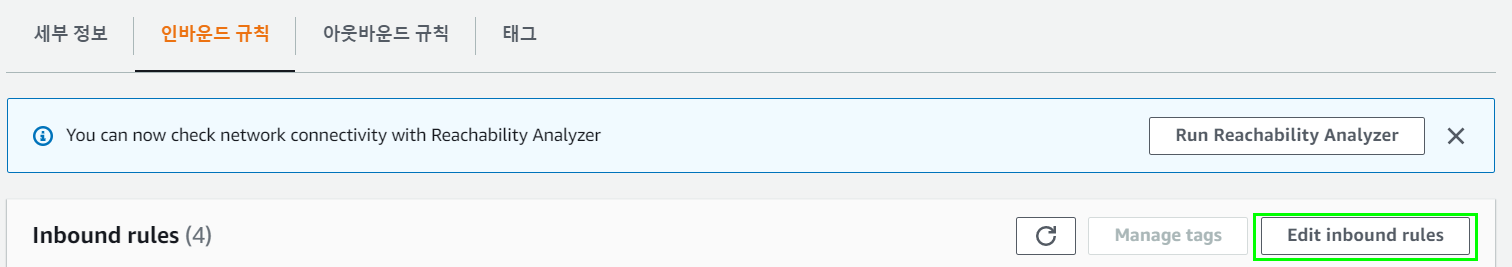 세부 정보 인바운드 규칙 아웃바운드 규칙 태그
You can now check network connectivity with Reachability Analyzer Run Reachability Analyzer
Inbound rules (4) Manage tags Edit inbound rules